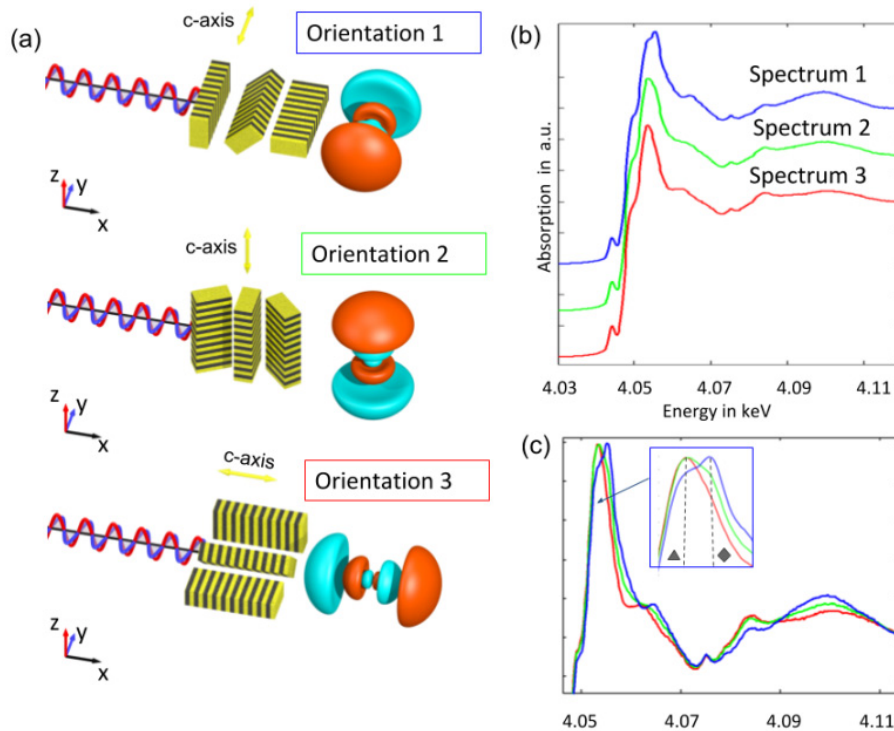 (a)
c-axis
Orientation 1
z
y
x
c-axis
Orientation 2
z
y
x
c-axis
Orientation 3
z
y
x
(b)
Spectrum 1
Spectrum 2
Spectrum 3
Absorption in a.u.
4.03 4.05 4.07 4.09 4.11
Energy in keV
(c)
4.05 4.07 4.09 4.11